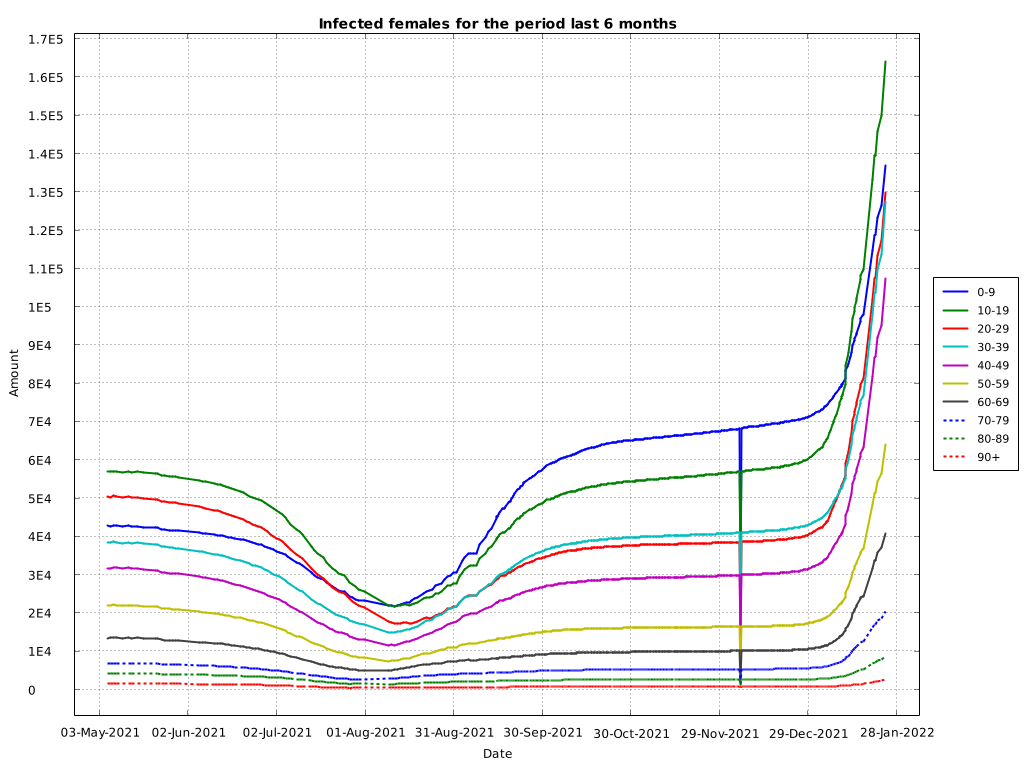 Infected females for the period last 6 months
1.7E5
1.6E5
1.5E5
1.4E5
1.3E5
1.2E5
1.1E5
1E5
9E4
8E4
7E4
6E4
5E4
4E4
3E4
2E4
1E4
0
Amount
03-May-2021 02-Jun-2021 02-Jul-2021 01-Aug-2021 31-Aug-2021 30-Sep-2021 30-Oct-2021 29-Nov-2021 29-Dec-2021 28-Jan-2022
Date
0-9
10-19
20-29
30-39
40-49
50-59
60-69
70-79
80-89
90+